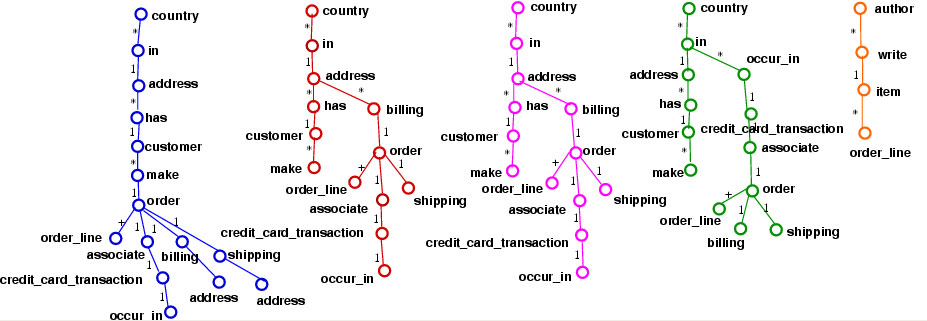 country
*
in
1
address
*
has
1
customer
*
make
1
order
+ 1 1 1
order_line
associate
billing
shipping
1
credit_card_transaction
address
address
1
occur_in
country
*
in
1
address
* *
has
billing
1
customer
1
*
make
order
+ 1 1
order_line
shipping
associate
1
credit_card_transaction
1
occur_in
country
*
in
1
address
* *
has
billing
1
customer
1
*
make
order
+ 1 1
order_line
shipping
associate
1
credit_card_transaction
1
occur_in
country
*
in
1 *
occur_in
address
*
has
1
1
customer
credit_card_transaction
1
associate
*
make
1
order
+ 1 1
order_line
billing
shipping
author
*
write
1
item
*
order_line